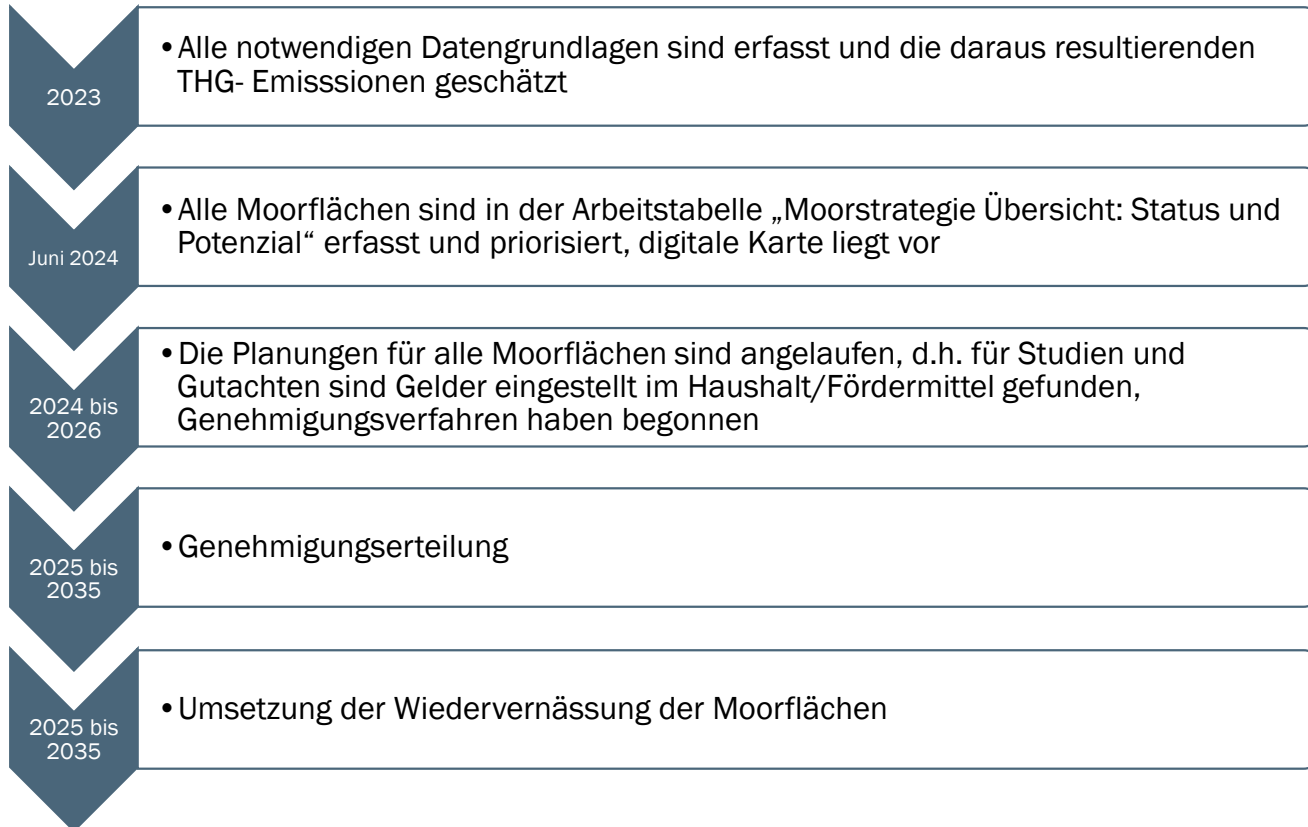 2023
•Alle notwendigen Datengrundlagen sind erfasst und die daraus resultierenden
THG- Emisssionen geschätzt
Juni 2024
•Alle Moorflächen sind in der Arbeitstabelle „Moorstrategie Übersicht: Status und
Potenzial“ erfasst und priorisiert, digitale Karte liegt vor
2024 bis
2026
•Die Planungen für alle Moorflächen sind angelaufen, d.h. für Studien und
Gutachten sind Gelder eingestellt im Haushalt/Fördermittel gefunden,
Genehmigungsverfahren haben begonnen
2025 bis
2035
•Genehmigungserteilung
2025 bis
2035
•Umsetzung der Wiedervernässung der Moorflächen